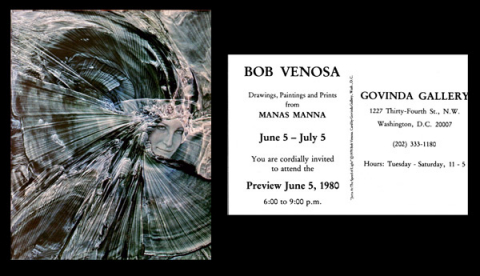 BOB VENOSA
Drawings, Paintings and Prints
from
MANAS MANNA
June 5 – July 5
You are cordially invited
to attend the
Preview June 5, 1980
6:00 to 9:00 p.m.
GOVINDA GALLERY
1227 Thirty-Fourth St., N.W.
Washington, D.C. 20007
(202) 333-1180
Hours: Tuesday - Saturday, 11 - 5